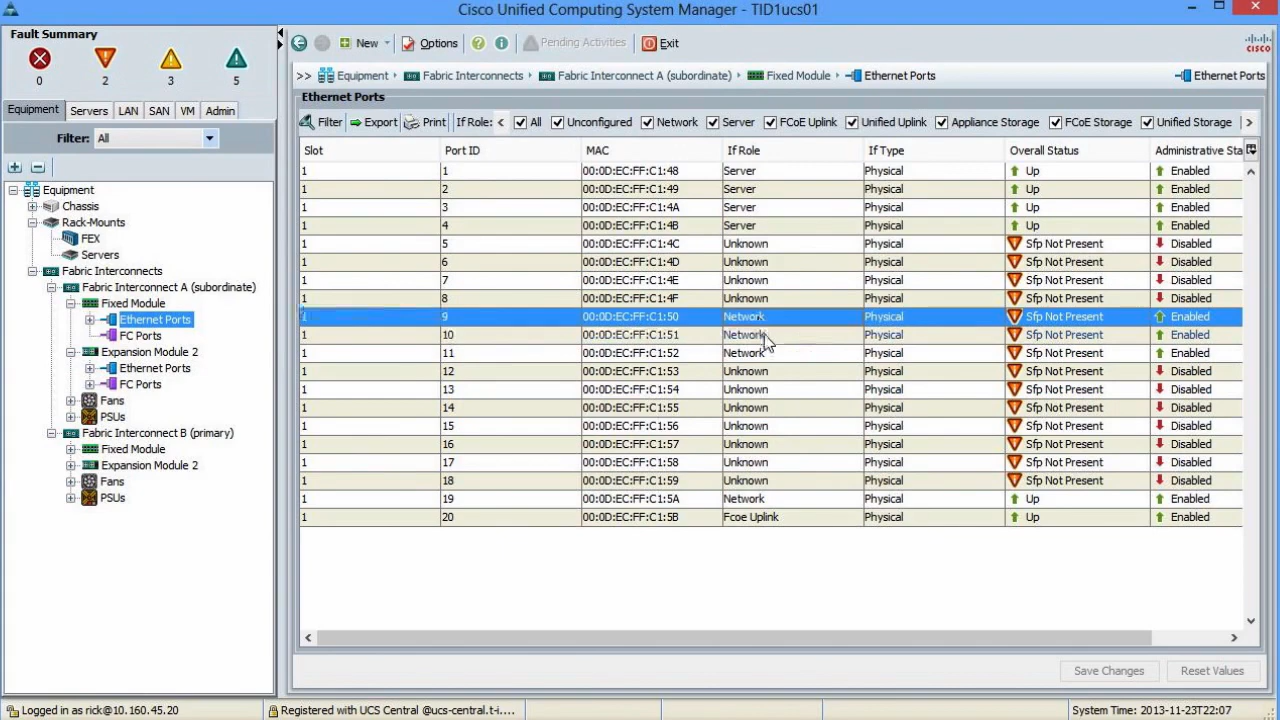 Cisco Unified Computing System Manager - TID1ucs01
Fault Summary
0 2 3 5
Equipment Servers LAN SAN VM Admin
Filter: All
Equipment
Chassis
Rack-Mounts
FEX
Servers
Fabric Interconnects
Fabric Interconnect A (subordinate)
Fixed Module
Ethernet Ports
FC Ports
Expansion Module 2
Ethernet Ports
FC Ports
Fans
PSUs
Fabric Interconnect B (primary)
Fixed Module
Expansion Module 2
Fans
PSUs
New Options Pending Activities Exit
CISCO
>> Equipment Fabric Interconnects Fabric Interconnect A (subordinate) Fixed Module Ethernet Ports Ethernet Ports
Ethernet Ports
Filter Export Print If Role: All Unconfigured Network Server FCoE Uplink Unified Uplink Appliance Storage FCoE Storage Unified Storage
Slot Port ID MAC If Role If Type Overall Status Administrative Sta
1 1 00:0D:EC:FF:C1:48 Server Physical Up Enabled
1 2 00:0D:EC:FF:C1:49 Server Physical Up Enabled
1 3 00:0D:EC:FF:C1:4A Server Physical Up Enabled
1 4 00:0D:EC:FF:C1:4B Server Physical Up Enabled
1 5 00:0D:EC:FF:C1:4C Unknown Physical Sfp Not Present Disabled
1 6 00:0D:EC:FF:C1:4D Unknown Physical Sfp Not Present Disabled
1 7 00:0D:EC:FF:C1:4E Unknown Physical Sfp Not Present Disabled
1 8 00:0D:EC:FF:C1:4F Unknown Physical Sfp Not Present Disabled
1 9 00:0D:EC:FF:C1:50 Network Physical Sfp Not Present Enabled
1 10 00:0D:EC:FF:C1:51 Network Physical Sfp Not Present Enabled
1 11 00:0D:EC:FF:C1:52 Network Physical Sfp Not Present Enabled
1 12 00:0D:EC:FF:C1:53 Unknown Physical Sfp Not Present Disabled
1 13 00:0D:EC:FF:C1:54 Unknown Physical Sfp Not Present Disabled
1 14 00:0D:EC:FF:C1:55 Unknown Physical Sfp Not Present Disabled
1 15 00:0D:EC:FF:C1:56 Unknown Physical Sfp Not Present Disabled
1 16 00:0D:EC:FF:C1:57 Unknown Physical Sfp Not Present Disabled
1 17 00:0D:EC:FF:C1:58 Unknown Physical Sfp Not Present Disabled
1 18 00:0D:EC:FF:C1:59 Unknown Physical Sfp Not Present Disabled
1 19 00:0D:EC:FF:C1:5A Network Physical Up Enabled
1 20 00:0D:EC:FF:C1:5B Fcoe Uplink Physical Up Enabled
Save Changes Reset Values
Logged in as rick@10.160.45.20 Registered with UCS Central @ucs-central.t-i.... System Time: 2013-11-23T22:07